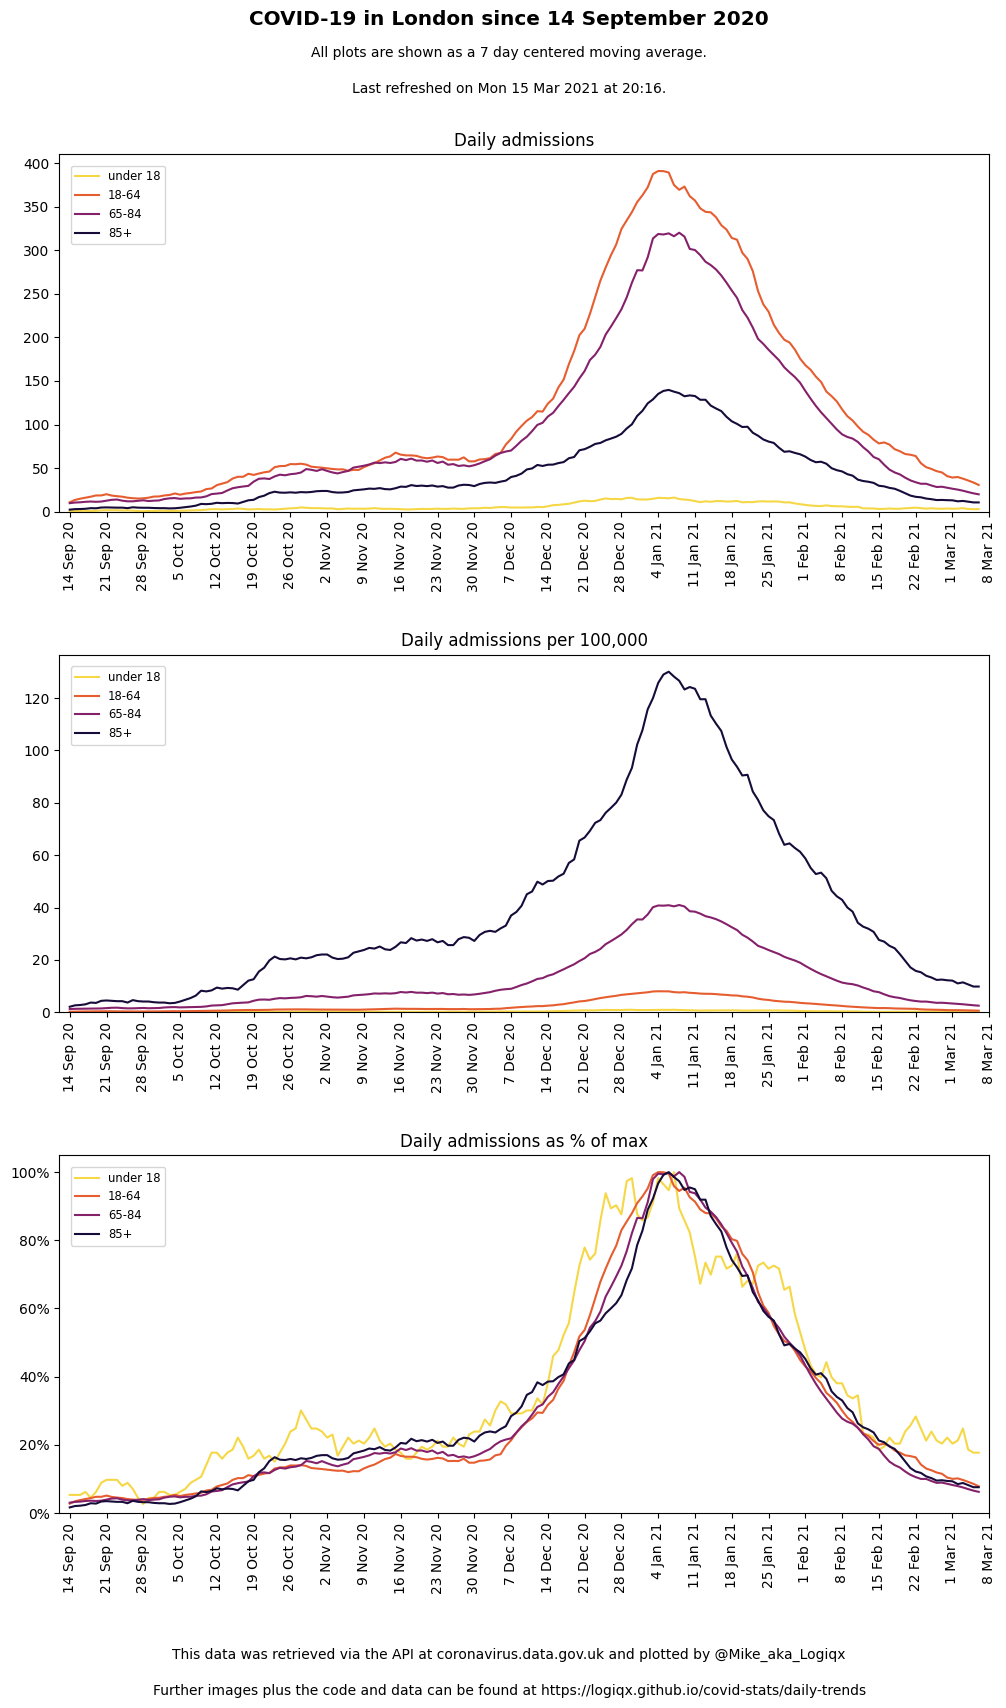 COVID-19 in London since 14 September 2020
All plots are shown as a 7 day centered moving average.
Last refreshed on Mon 15 Mar 2021 at 20:16.
Daily admissions
400
350
300
250
200
150
100
50
0
under 18
18-64
65-84
85+
14 Sep 20
21 Sep 20
28 Sep 20
5 Oct 20
12 Oct 20
19 Oct 20
26 Oct 20
2 Nov 20
9 Nov 20
16 Nov 20
23 Nov 20
30 Nov 20
7 Dec 20
14 Dec 20
21 Dec 20
28 Dec 20
4 Jan 21
11 Jan 21
18 Jan 21
25 Jan 21
1 Feb 21
8 Feb 21
15 Feb 21
22 Feb 21
1 Mar 21
8 Mar 21
Daily admissions per 100,000
120
100
80
60
40
20
0
under 18
18-64
65-84
85+
14 Sep 20
21 Sep 20
28 Sep 20
5 Oct 20
12 Oct 20
19 Oct 20
26 Oct 20
2 Nov 20
9 Nov 20
16 Nov 20
23 Nov 20
30 Nov 20
7 Dec 20
14 Dec 20
21 Dec 20
28 Dec 20
4 Jan 21
11 Jan 21
18 Jan 21
25 Jan 21
1 Feb 21
8 Feb 21
15 Feb 21
22 Feb 21
1 Mar 21
8 Mar 21
Daily admissions as % of max
100%
80%
60%
40%
20%
0%
under 18
18-64
65-84
85+
14 Sep 20
21 Sep 20
28 Sep 20
5 Oct 20
12 Oct 20
19 Oct 20
26 Oct 20
2 Nov 20
9 Nov 20
16 Nov 20
23 Nov 20
30 Nov 20
7 Dec 20
14 Dec 20
21 Dec 20
28 Dec 20
4 Jan 21
11 Jan 21
18 Jan 21
25 Jan 21
1 Feb 21
8 Feb 21
15 Feb 21
22 Feb 21
1 Mar 21
8 Mar 21
This data was retrieved via the API at coronavirus.data.gov.uk and plotted by @Mike_aka_Logiqx
Further images plus the code and data can be found at https://logiqx.github.io/covid-stats/daily-trends